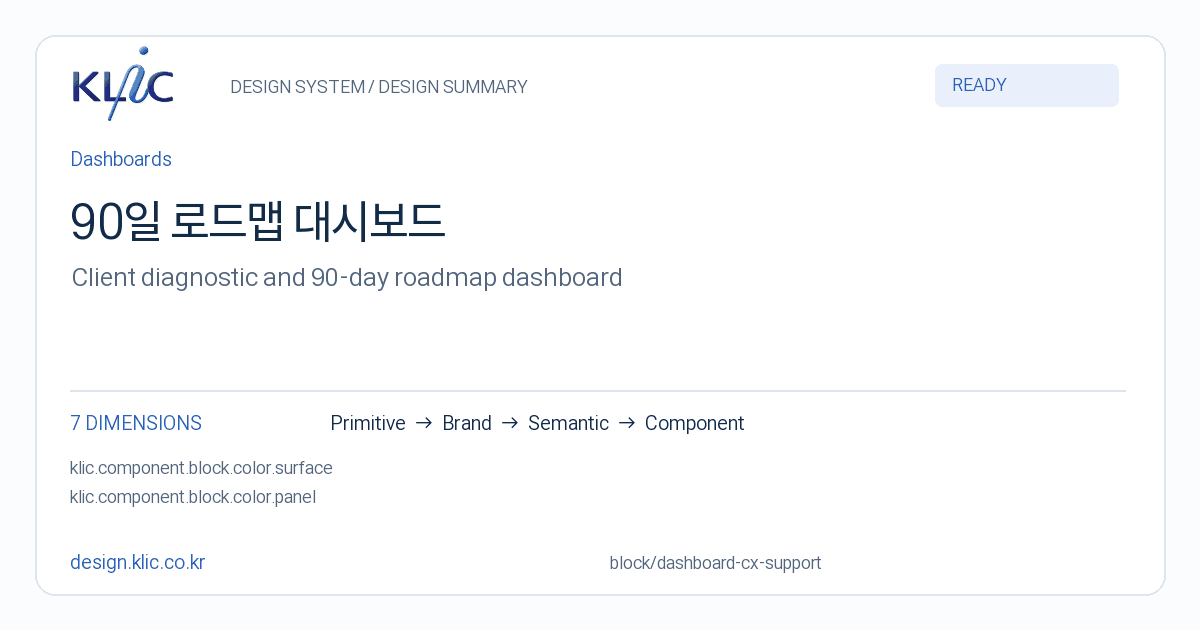 KLIC
DESIGN SYSTEM / DESIGN SUMMARY
READY
Dashboards
90일 로드맵 대시보드
Client diagnostic and 90-day roadmap dashboard
7 DIMENSIONS
Primitive → Brand → Semantic → Component
klic.component.block.color.surface
klic.component.block.color.panel
design.klic.co.kr
block/dashboard-cx-support